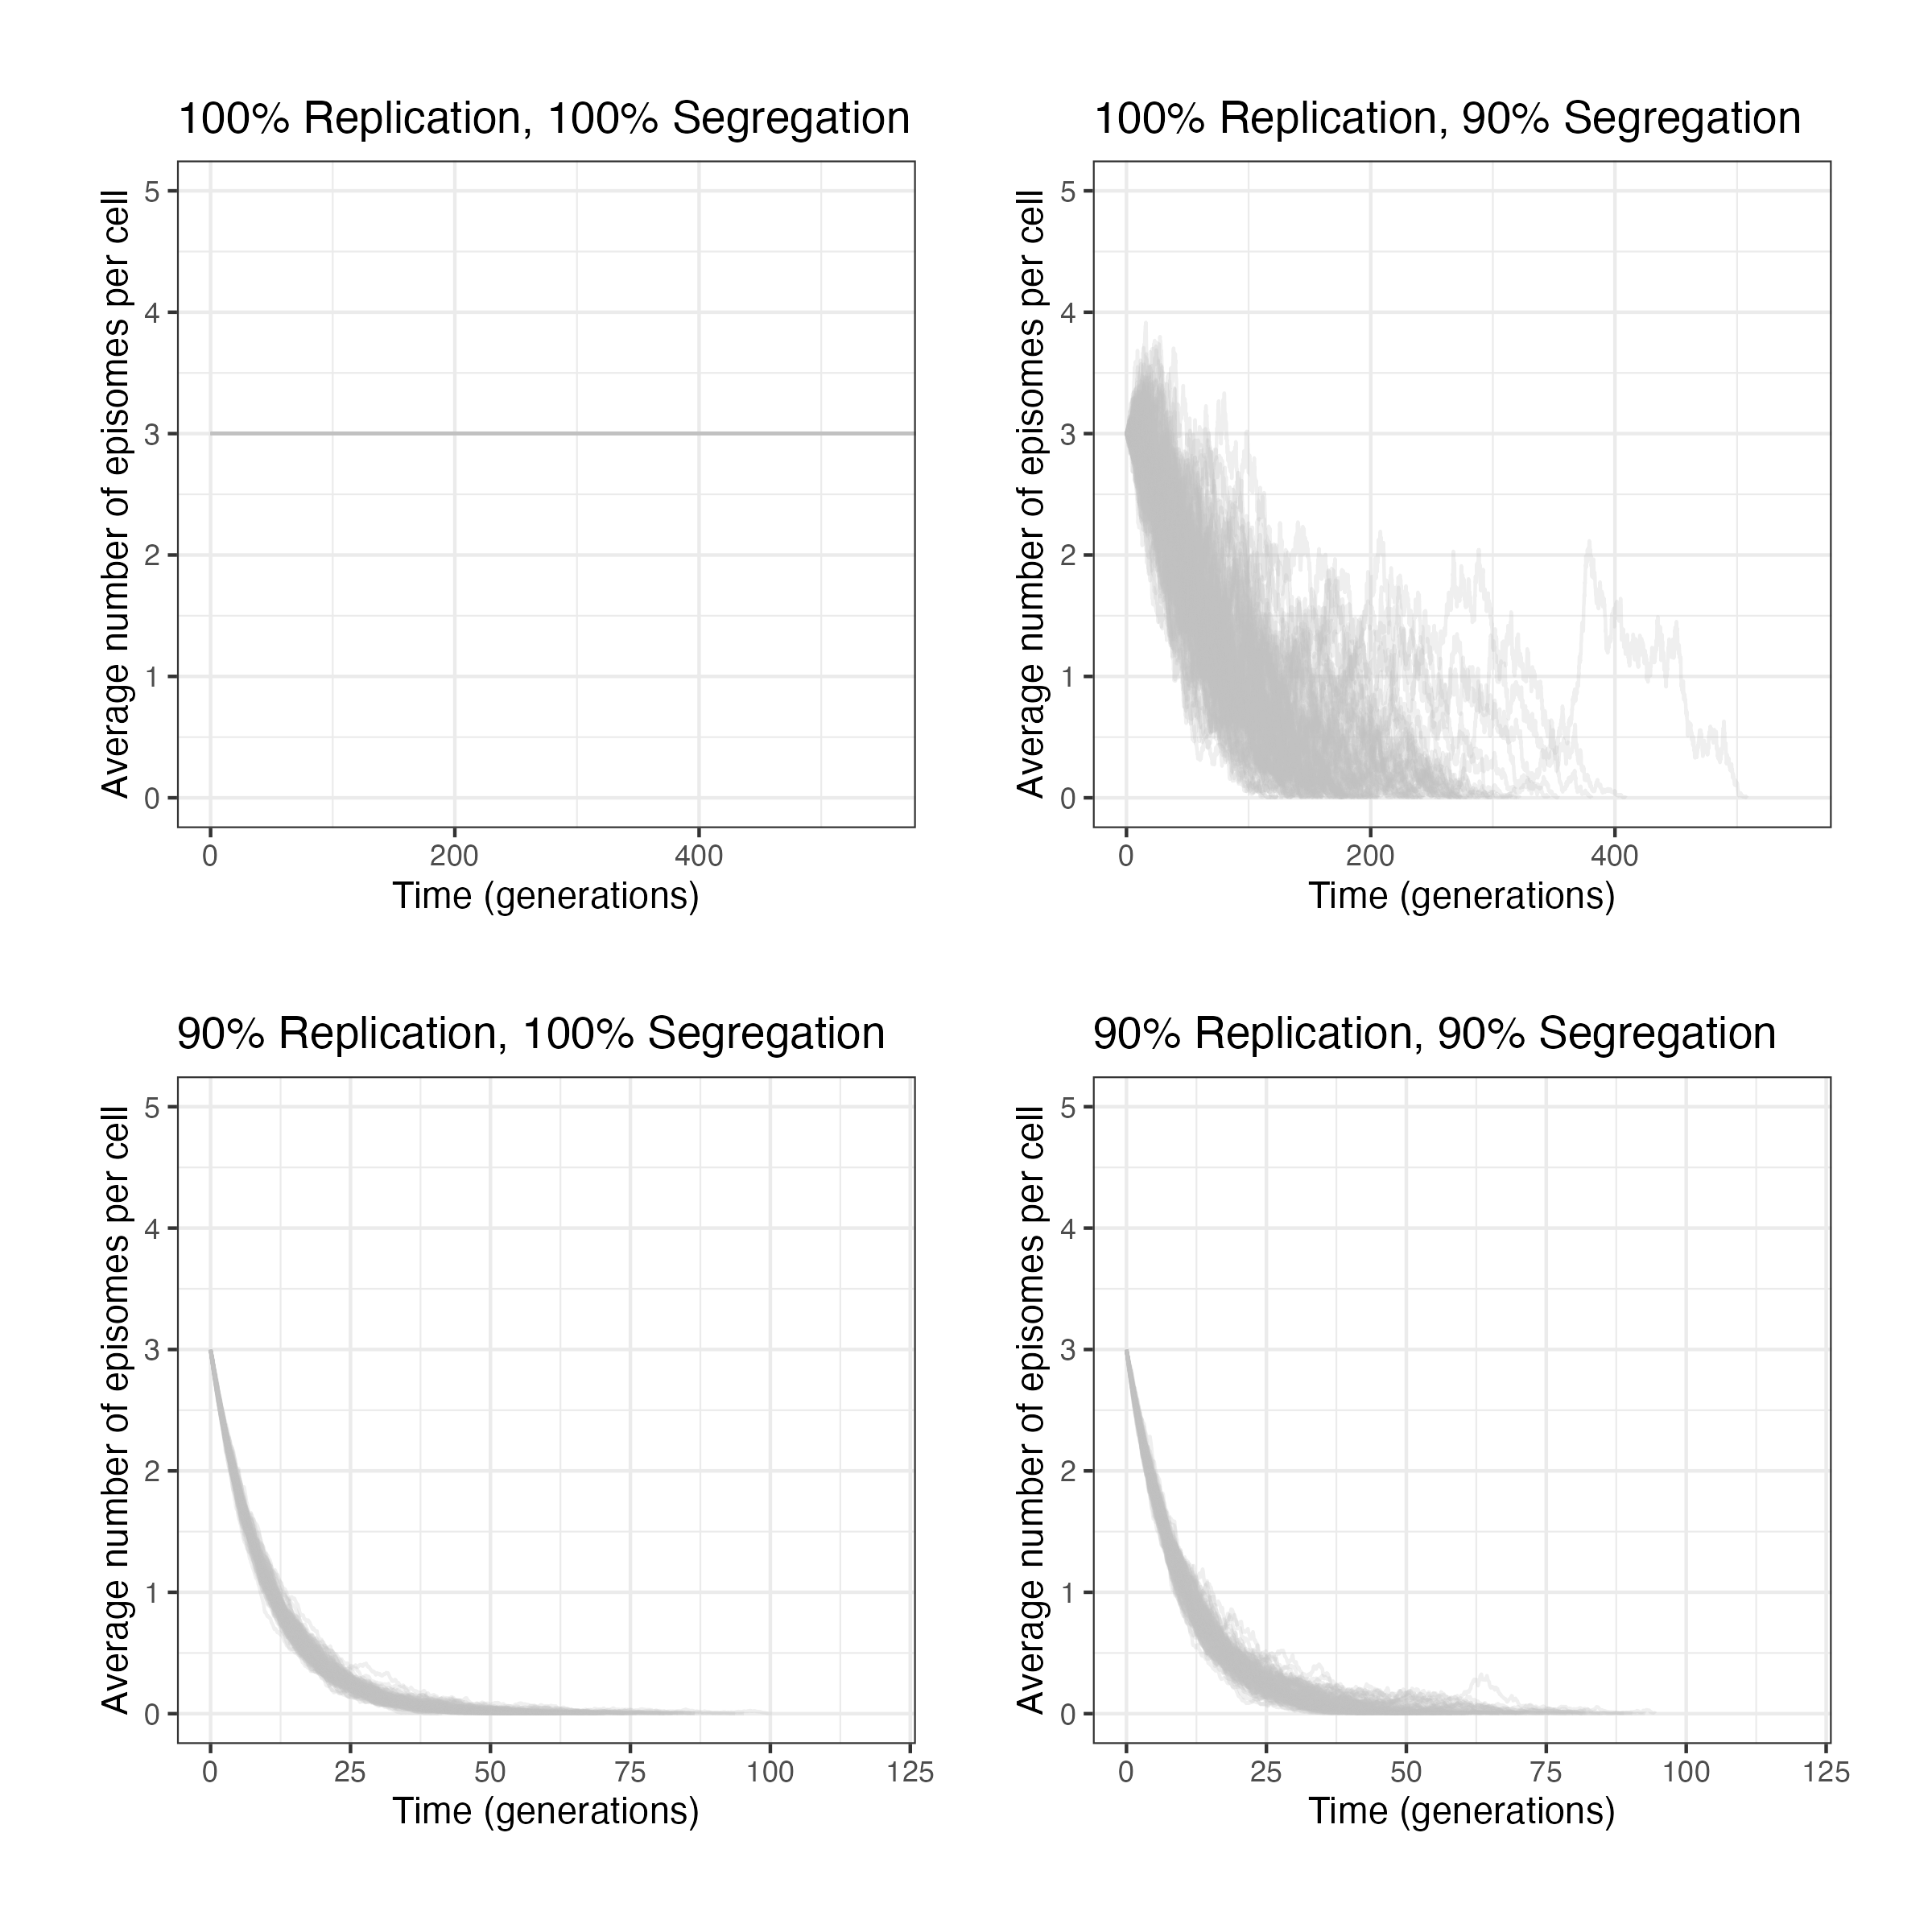 100% Replication, 100% Segregation
Average number of episomes per cell
5
4
3
2
1
0
0 200 400
Time (generations)
100% Replication, 90% Segregation
Average number of episomes per cell
5
4
3
2
1
0
0 200 400
Time (generations)
90% Replication, 100% Segregation
Average number of episomes per cell
5
4
3
2
1
0
0 25 50 75 100 125
Time (generations)
90% Replication, 90% Segregation
Average number of episomes per cell
5
4
3
2
1
0
0 25 50 75 100 125
Time (generations)